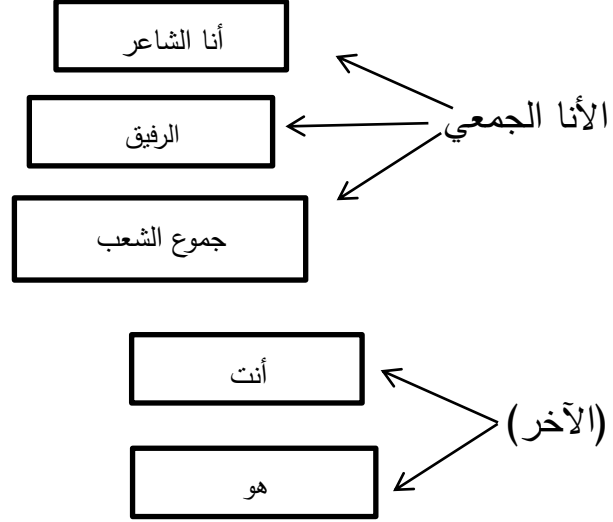 أنا الشاعر
الأنا الجمعي
الرفيق
جموع الشعب
أنت
(الآخر)
هو